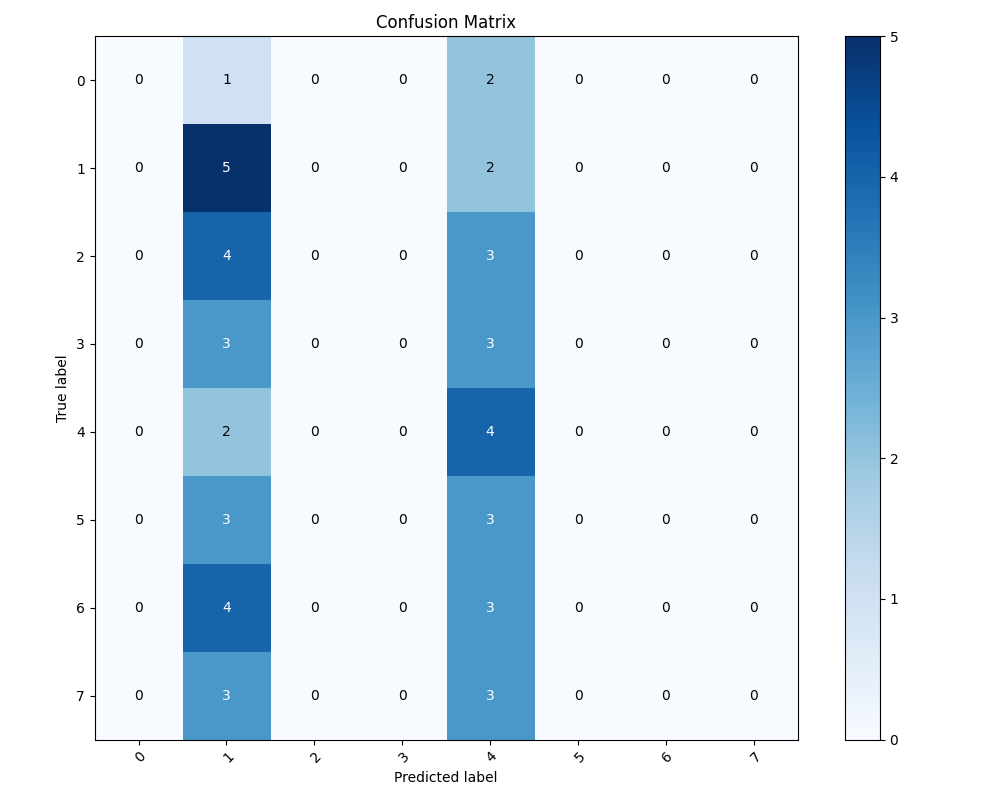 Confusion Matrix
0 0 1 0 0 2 0 0 0
1 0 5 0 0 2 0 0 0
2 0 4 0 0 3 0 0 0
3 0 3 0 0 3 0 0 0
4 0 2 0 0 4 0 0 0
5 0 3 0 0 3 0 0 0
6 0 4 0 0 3 0 0 0
7 0 3 0 0 3 0 0 0
True label
0 1 2 3 4 5 6 7
Predicted label
5
4
3
2
1
0